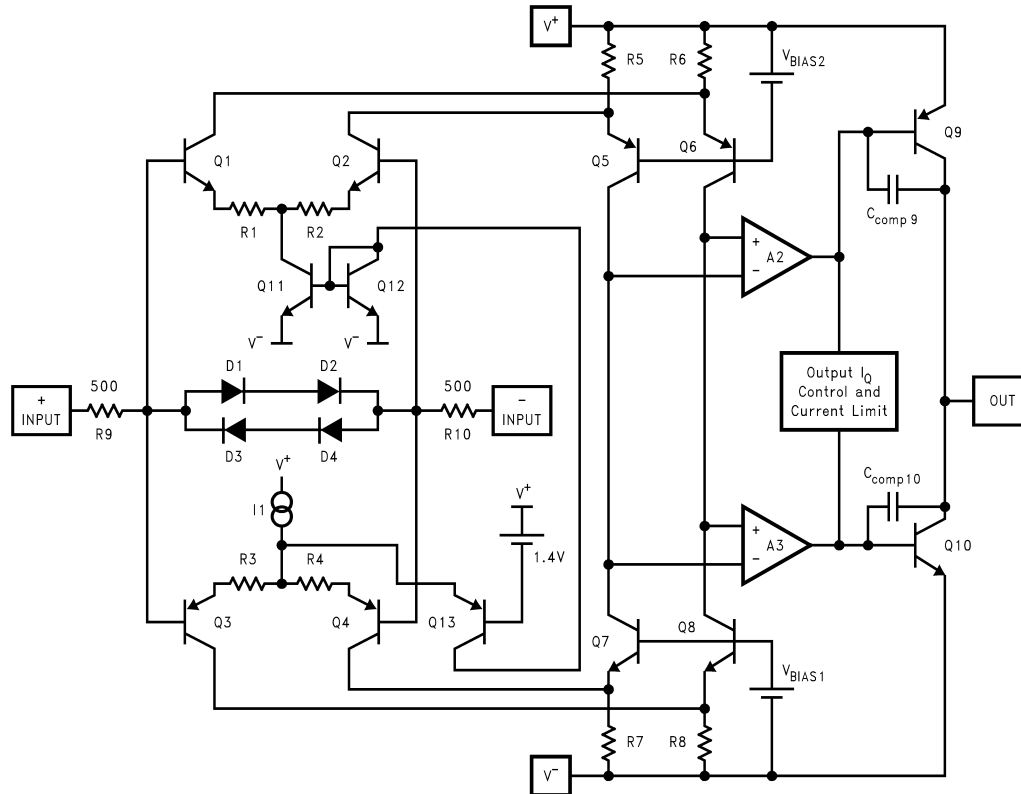 V+
R5
R6
VBIAS2
Q1
Q2
Q5
Q6
Q9
Ccomp 9
R1
R2
+
A2
−
Q11
Q12
V−
V−
D1
D2
+
INPUT
500
R9
500
R10
−
INPUT
D3
D4
Output IQ
Control and
Current Limit
OUT
V+
I1
V+
1.4V
Ccomp10
+
A3
−
Q10
R3
R4
Q3
Q4
Q13
Q7
Q8
VBIAS1
R7
R8
V−